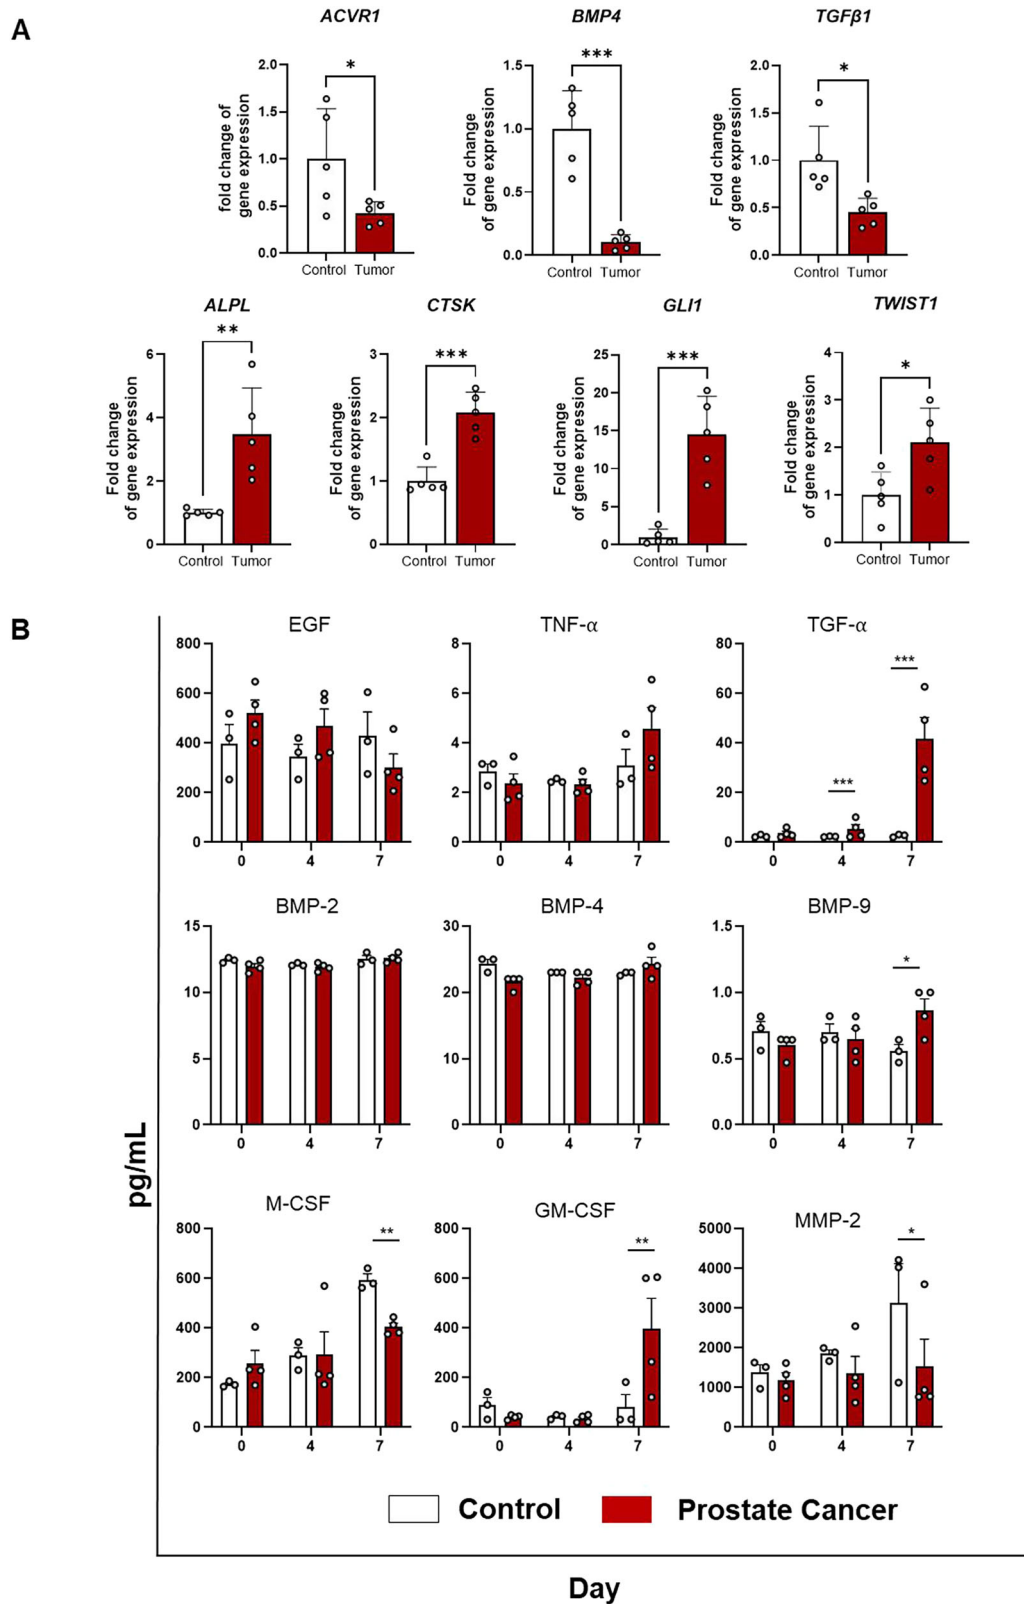 A
ACVR1
BMP4
TGFβ1
fold change of
gene expression
2.0
1.5
1.0
0.5
0.0
*
Control
Tumor
Fold change
of gene expression
1.5
1.0
0.5
0.0
***
Control
Tumor
Fold change
of gene expression
2.0
1.5
1.0
0.5
0.0
*
Control
Tumor
ALPL
CTSK
GLI1
TWIST1
Fold change
of gene expression
6
4
2
0
**
Control
Tumor
Fold change
of gene expression
3
2
1
0
***
Control
Tumor
Fold change
of gene expression
25
20
15
10
5
0
***
Control
Tumor
Fold change
of gene expression
4
3
2
1
0
*
Control
Tumor
B
pg/mL
EGF
800
600
400
200
0
0
4
7
TNF-α
8
6
4
2
0
0
4
7
TGF-α
80
60
40
20
0
***
***
0
4
7
BMP-2
15
10
5
0
0
4
7
BMP-4
30
20
10
0
0
4
7
BMP-9
1.5
1.0
0.5
0.0
*
0
4
7
M-CSF
800
600
400
200
0
**
0
4
7
GM-CSF
800
600
400
200
0
**
0
4
7
MMP-2
5000
4000
3000
2000
1000
0
*
0
4
7
Control
Prostate Cancer
Day